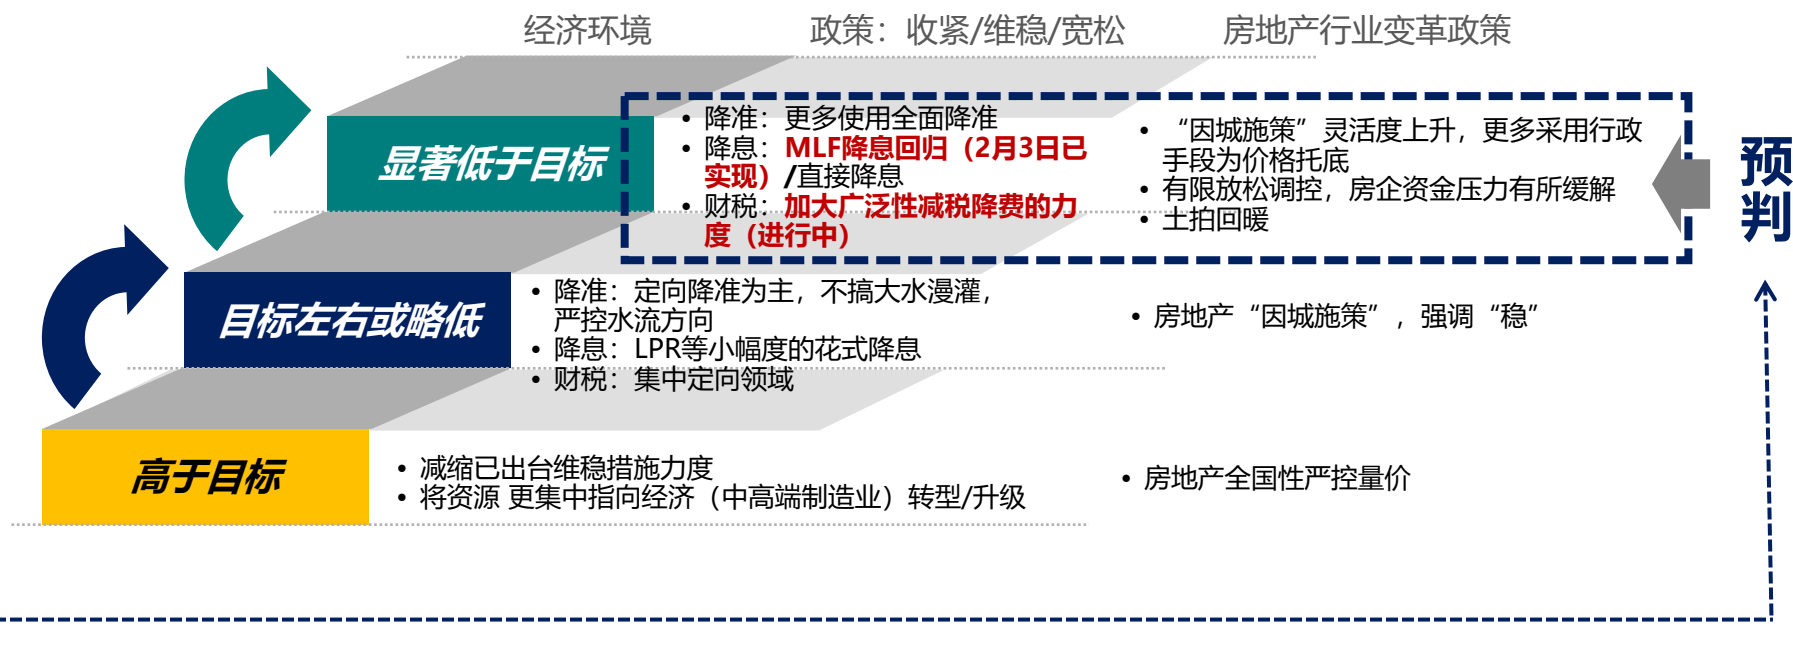 经济环境
政策：收紧/维稳/宽松
房地产行业变革政策
显著低于目标
• 降准：更多使用全面降准
• 降息：MLF降息回归（2月3日已
实现）/直接降息
• 财税：加大广泛性减税降费的力
度（进行中）
• “因城施策”灵活度上升，更多采用行政
手段为价格托底
• 有限放松调控，房企资金压力有所缓解
• 土拍回暖
预
判
目标左右或略低
• 降准：定向降准为主，不搞大水漫灌，
严控水流方向
• 降息：LPR等小幅度的花式降息
• 财税：集中定向领域
• 房地产“因城施策”，强调“稳”
高于目标
• 减缩已出台维稳措施力度
• 将资源 更集中指向经济（中高端制造业）转型/升级
• 房地产全国性严控量价